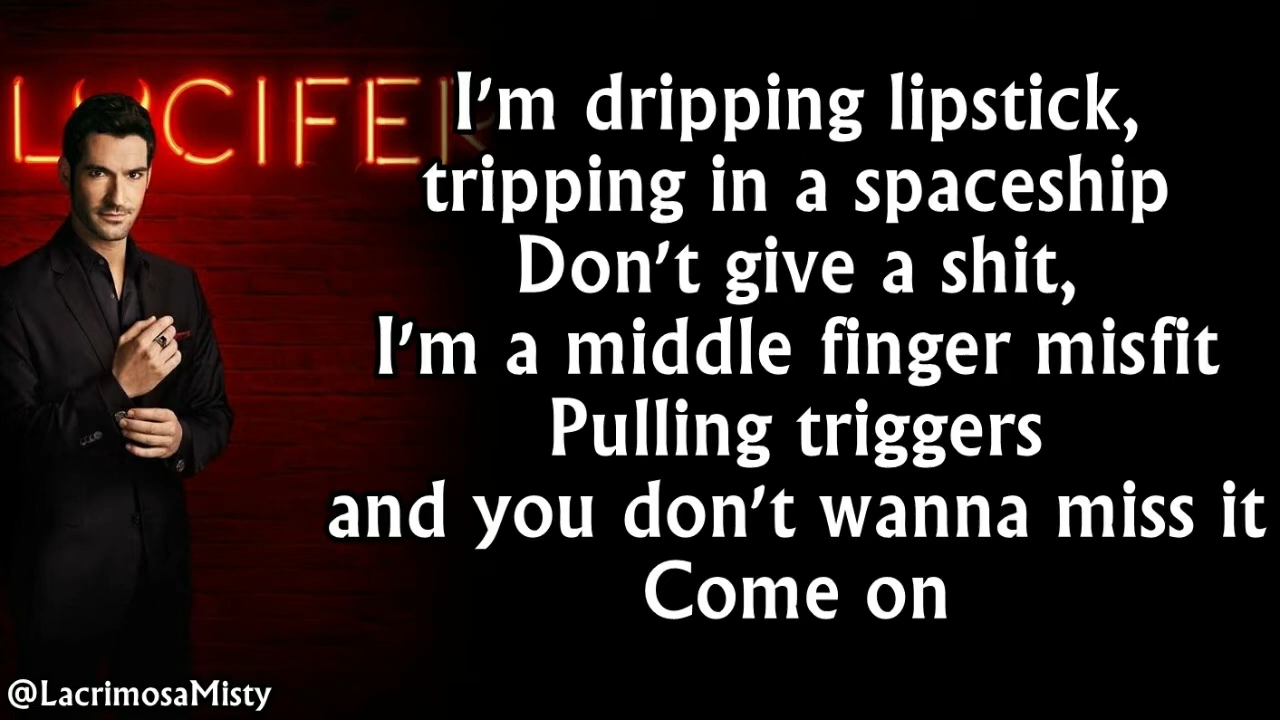 LUCIFER
I'm dripping lipstick,
tripping in a spaceship
Don't give a shit,
I'm a middle finger misfit
Pulling triggers
and you don't wanna miss it
Come on
@LacrimosaMisty